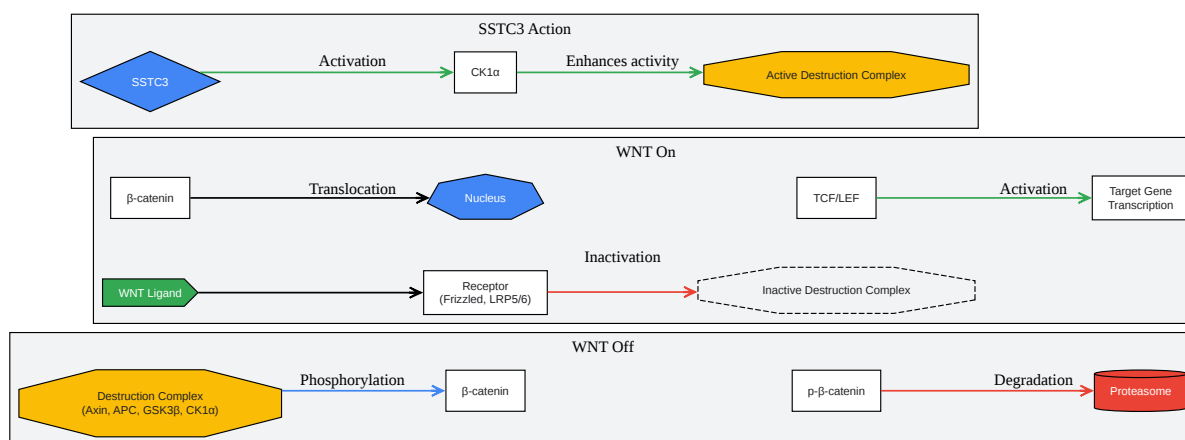 SSTC3 Action
SSTC3
Activation
CK1α
Enhances activity
Active Destruction Complex
WNT On
β-catenin
Translocation
Nucleus
TCF/LEF
Activation
Target Gene
Transcription
WNT Ligand
Receptor
(Frizzled, LRP5/6)
Inactivation
Inactive Destruction Complex
WNT Off
Destruction Complex
(Axin, APC, GSK3β, CK1α)
Phosphorylation
β-catenin
p-β-catenin
Degradation
Proteasome